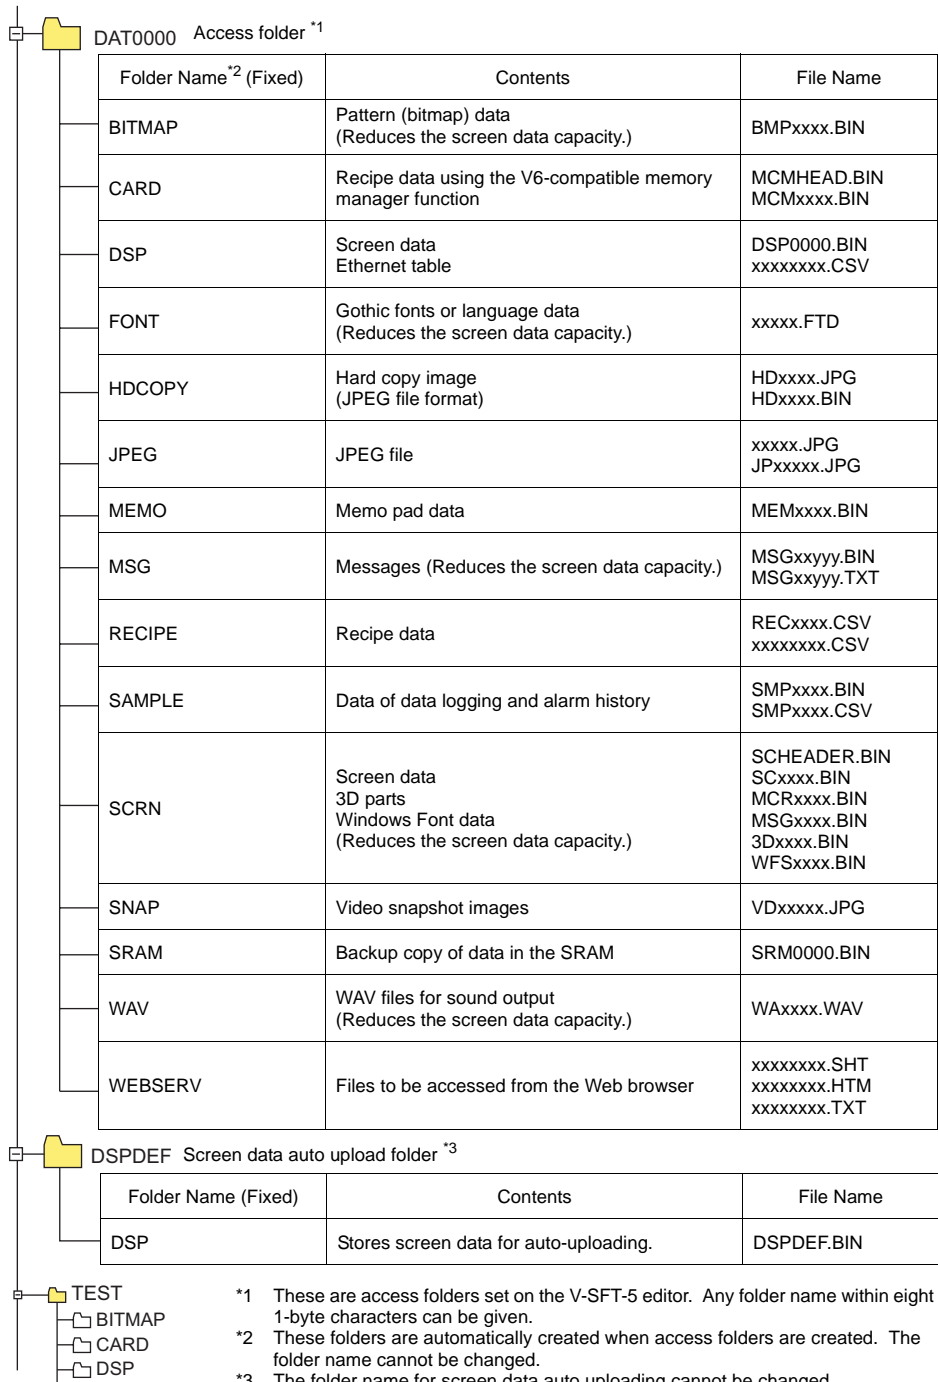 DAT0000 Access folder *1
Folder Name*2 (Fixed) Contents File Name
BITMAP Pattern (bitmap) data BMPxxxx.BIN
(Reduces the screen data capacity.)
CARD Recipe data using the V6-compatible memory MCMHEAD.BIN
manager function MCMxxxx.BIN
DSP Screen data DSP0000.BIN
Ethernet table xxxxxxxx.CSV
FONT Gothic fonts or language data xxxxx.FTD
(Reduces the screen data capacity.)
HDCOPY Hard copy image HDxxxx.JPG
(JPEG file format) HDxxxx.BIN
JPEG JPEG file xxxxx.JPG
JPxxxxx.JPG
MEMO Memo pad data MEMxxxx.BIN
MSG Messages (Reduces the screen data capacity.) MSGxxyyy.BIN
MSGxxyyy.TXT
RECIPE Recipe data RECxxxx.CSV
xxxxxxxx.CSV
SAMPLE Data of data logging and alarm history SMPxxxx.BIN
SMPxxxx.CSV
SCRN Screen data SCHEADER.BIN
3D parts SCxxxx.BIN
Windows Font data MCRxxxx.BIN
(Reduces the screen data capacity.) MSGxxxx.BIN
3Dxxxx.BIN
WFSxxxx.BIN
SNAP Video snapshot images VDxxxxx.JPG
SRAM Backup copy of data in the SRAM SRM0000.BIN
WAV WAV files for sound output WAxxxx.WAV
(Reduces the screen data capacity.)
WEBSERV Files to be accessed from the Web browser xxxxxxxx.SHT
xxxxxxxx.HTM
xxxxxxxx.TXT
DSPDEF Screen data auto upload folder *3
Folder Name (Fixed) Contents File Name
DSP Stores screen data for auto-uploading. DSPDEF.BIN
TEST
BITMAP
CARD
DSP
*1 These are access folders set on the V-SFT-5 editor. Any folder name within eight
1-byte characters can be given.
*2 These folders are automatically created when access folders are created. The
folder name cannot be changed.
*3 The folder name for screen data auto uploading cannot be changed.